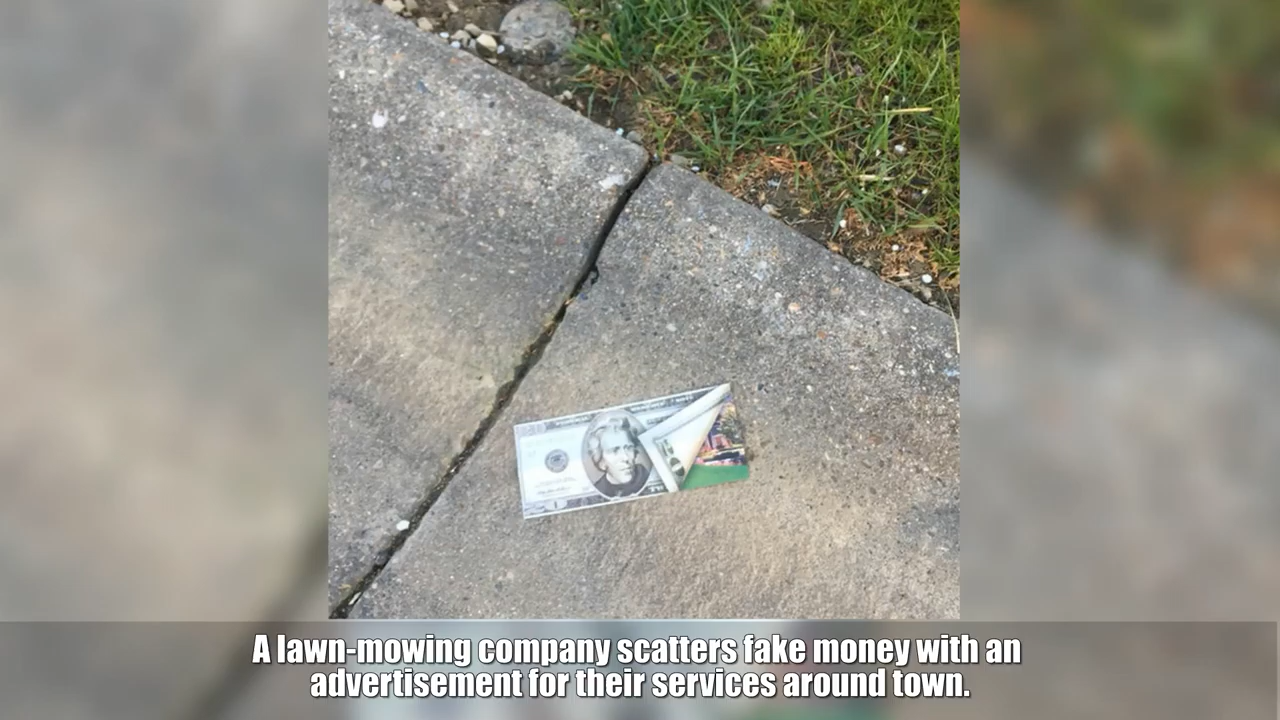 A lawn-mowing company scatters fake money with an
advertisement for their services around town.